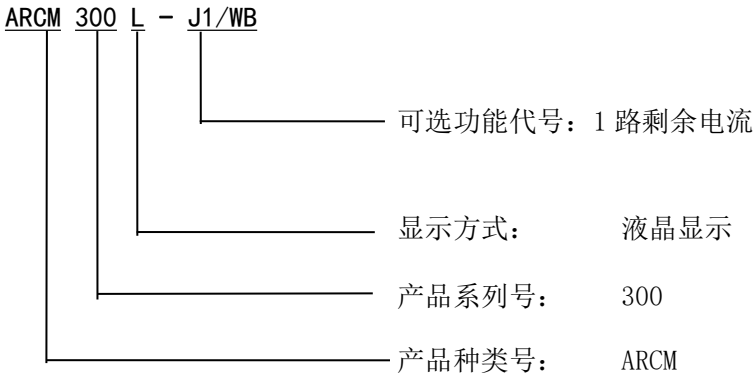 ARCM 300 L - J1/WB
可选功能代号：1 路剩余电流
显示方式： 液晶显示
产品系列号： 300
产品种类号： ARCM